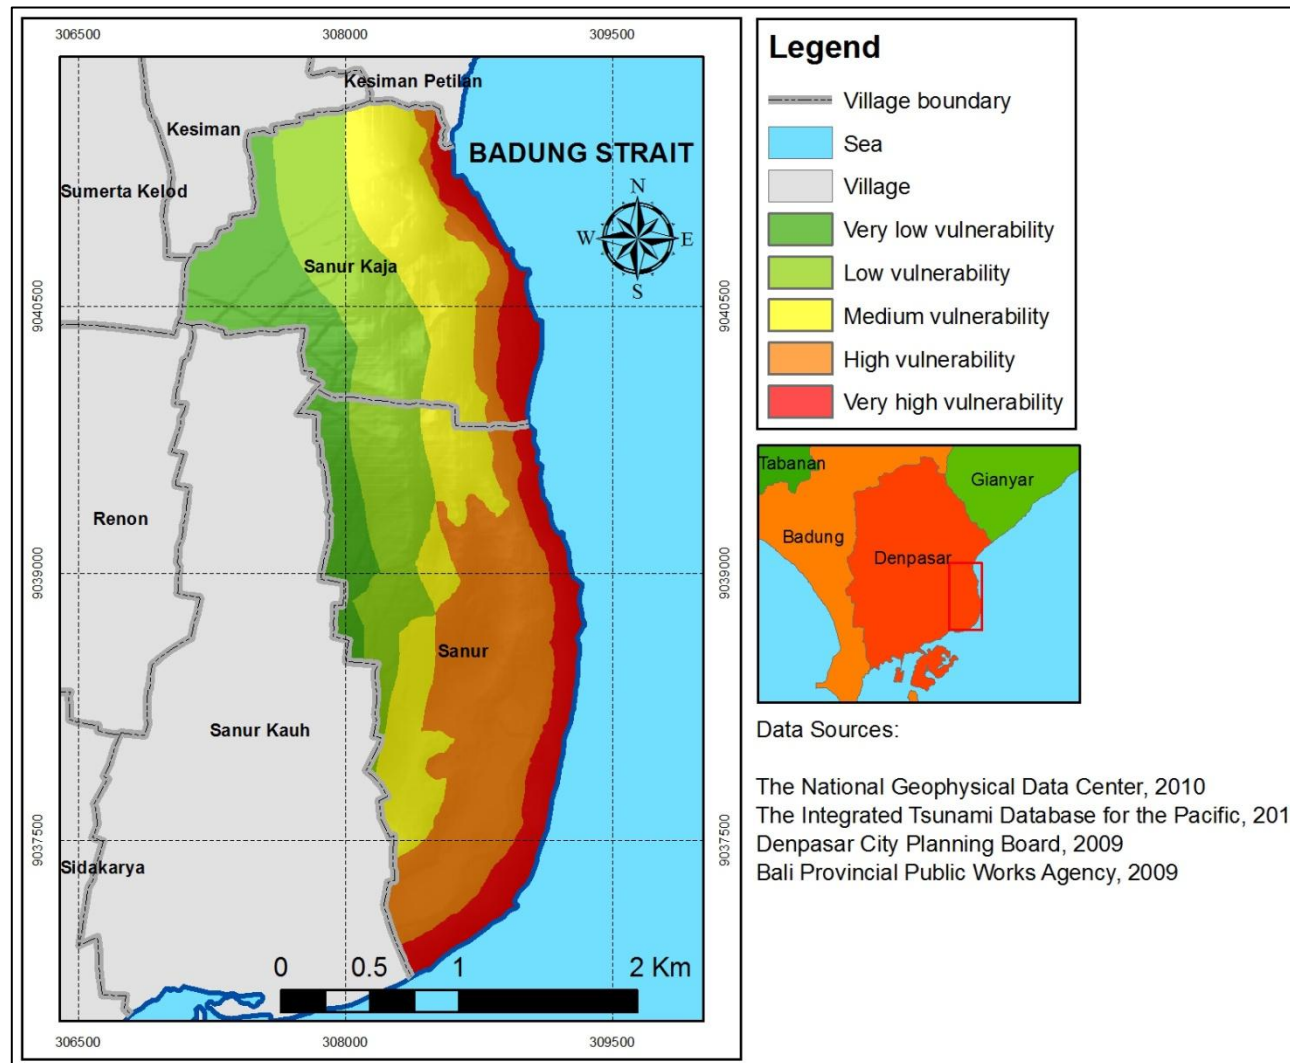 306500
308000
309500
Kesiman Petilan
Kesiman
BADUNG STRAIT
Sumerta Kelod
N
W
E
S
Sanur Kaja
9040500
9040500
Renon
9039000
9039000
Sanur
Sanur Kauh
9037500
9037500
Sidakarya
0
0.5
1
2 Km
306500
308000
309500
Legend
Village boundary
Sea
Village
Very low vulnerability
Low vulnerability
Medium vulnerability
High vulnerability
Very high vulnerability
Tabanan
Gianyar
Badung
Denpasar
Data Sources:
The National Geophysical Data Center, 2010
The Integrated Tsunami Database for the Pacific, 201
Denpasar City Planning Board, 2009
Bali Provincial Public Works Agency, 2009